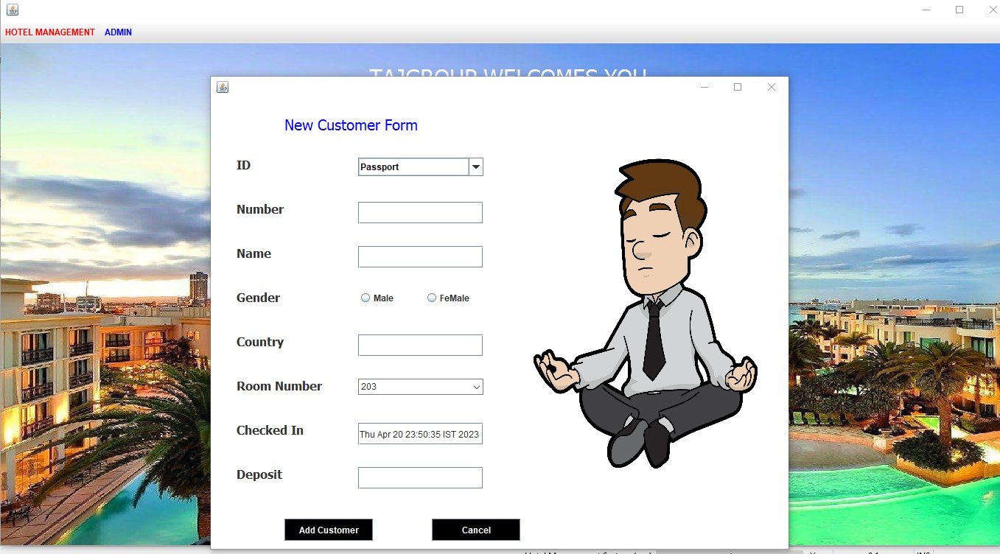 HOTEL MANAGEMENT ADMIN
TAJGROUP WELCOMES YOU
New Customer Form
ID Passport
Number
Name
Gender Male FeMale
Country
Room Number 203
Checked In Thu Apr 20 23:50:35 IST 2023
Deposit
Add Customer Cancel